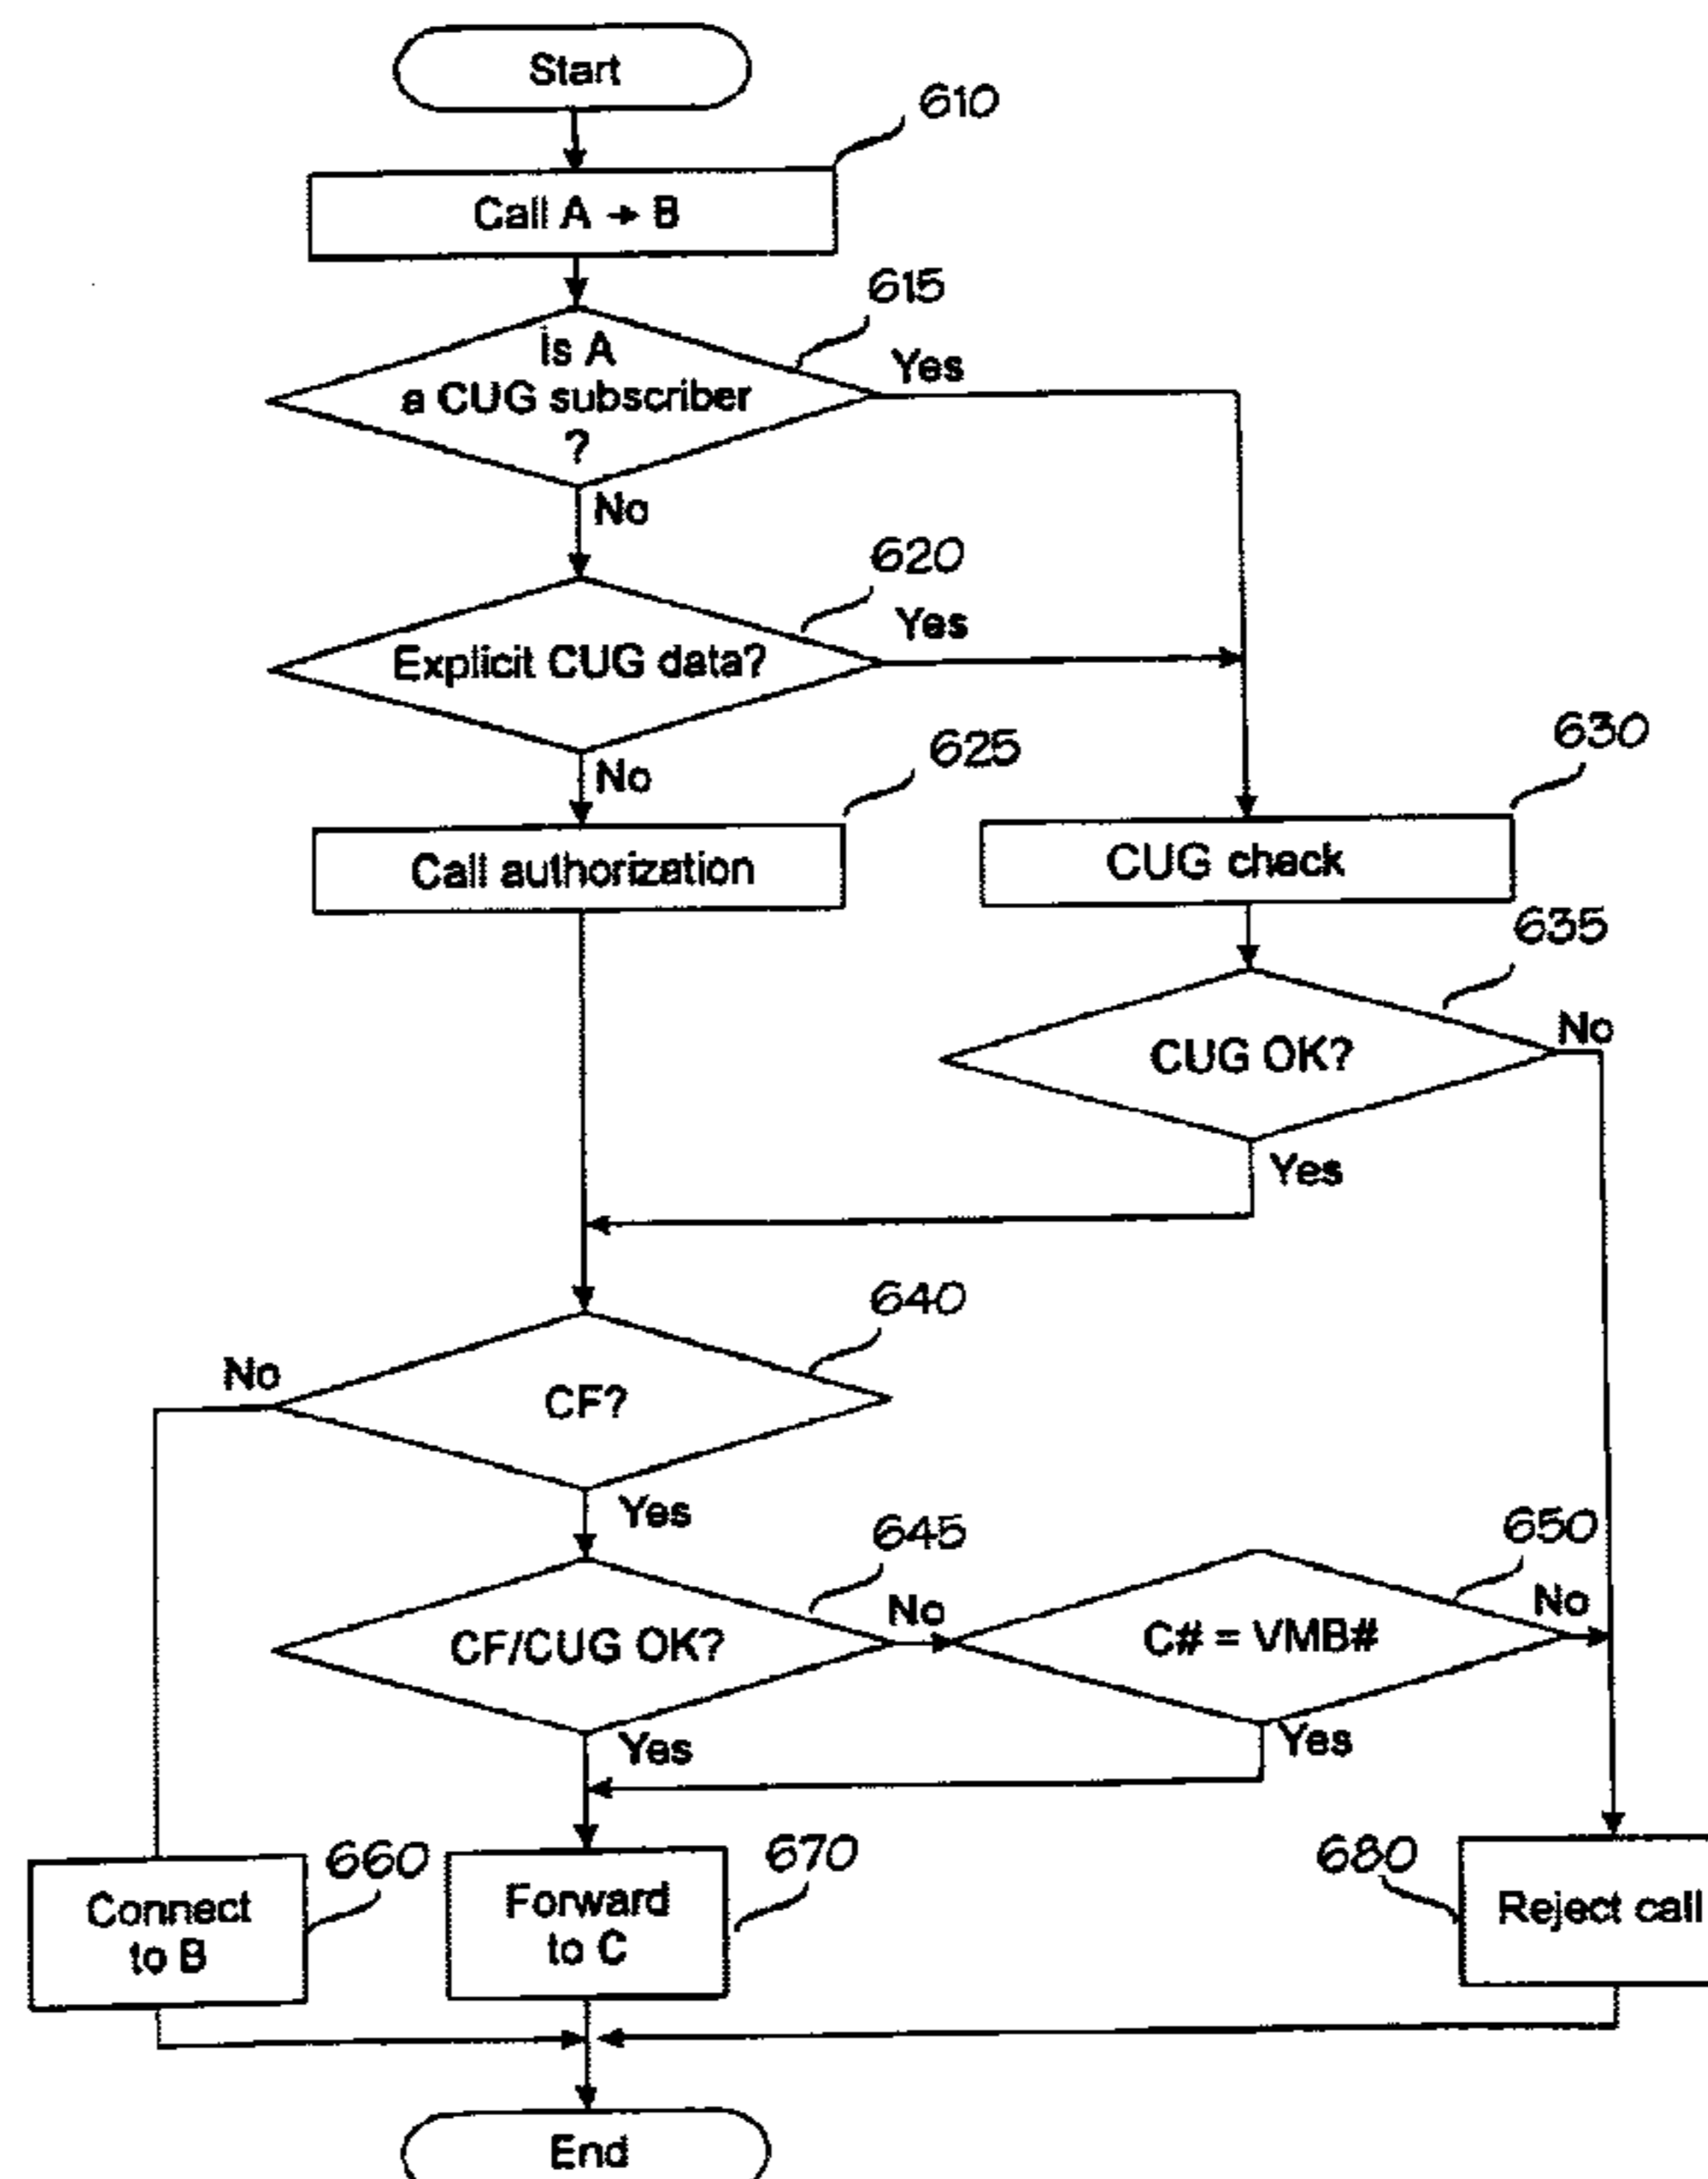 Start
610
Call A → B
615
Is A
a CUG subscriber
?
Yes
No
620
Explicit CUG data?
Yes
No
625
Call authorization
630
CUG check
635
CUG OK?
No
Yes
640
CF?
No
Yes
645
CF/CUG OK?
No
650
C# = VMB#
No
Yes
Yes
660
Connect
to B
670
Forward
to C
680
Reject call
End